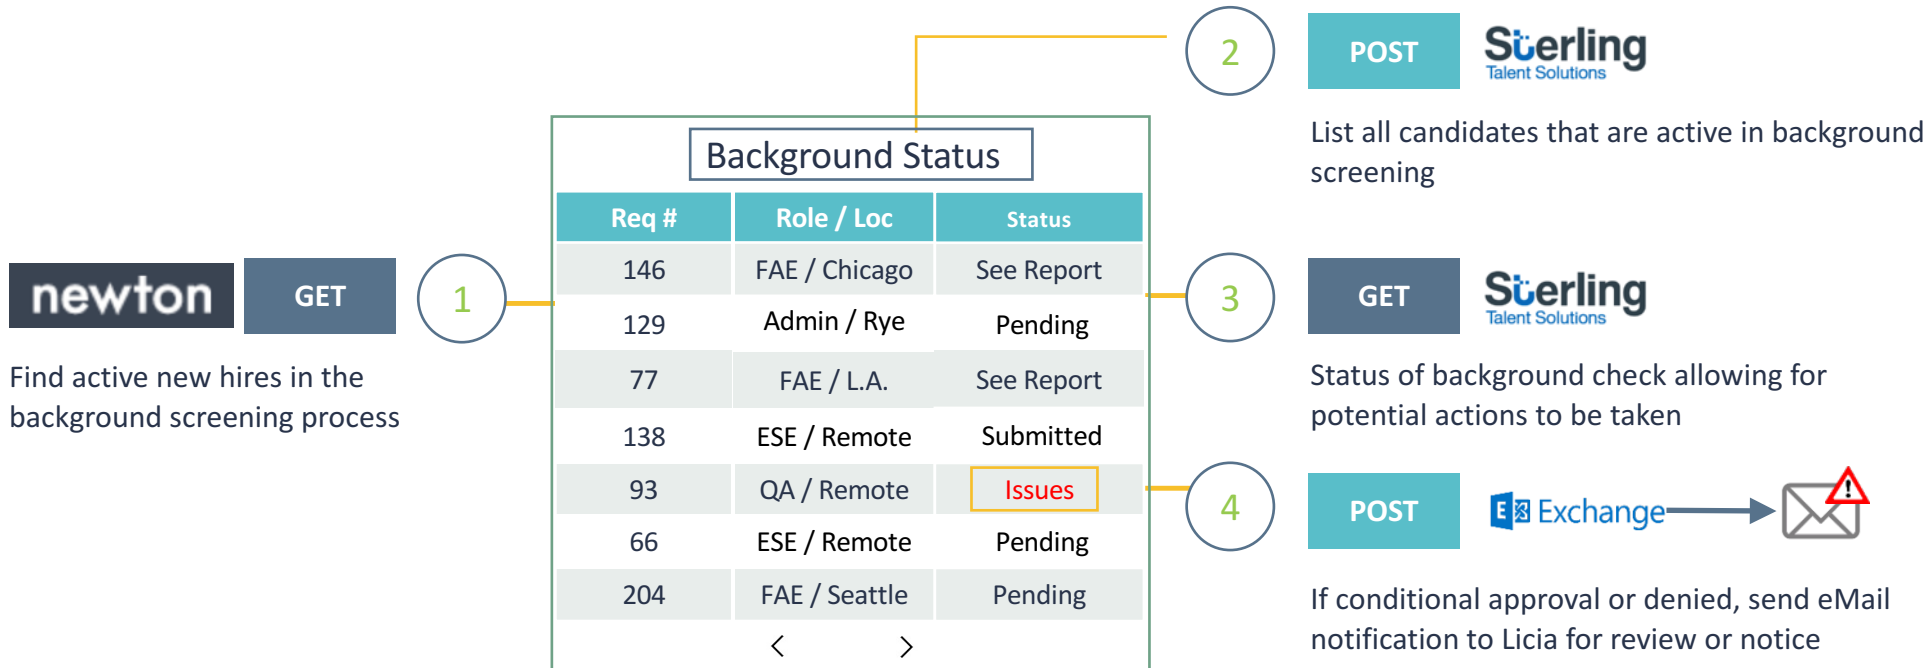 2
POST
Sterling
Talent Solutions
List all candidates that are active in background
screening
Background Status
Req #
Role / Loc
Status
146
FAE / Chicago
See Report
129
Admin / Rye
Pending
77
FAE / L.A.
See Report
138
ESE / Remote
Submitted
93
QA / Remote
Issues
66
ESE / Remote
Pending
204
FAE / Seattle
Pending
< >
newton
GET
1
Find active new hires in the
background screening process
3
GET
Sterling
Talent Solutions
Status of background check allowing for
potential actions to be taken
4
POST
E Exchange
!
If conditional approval or denied, send eMail
notification to Licia for review or notice